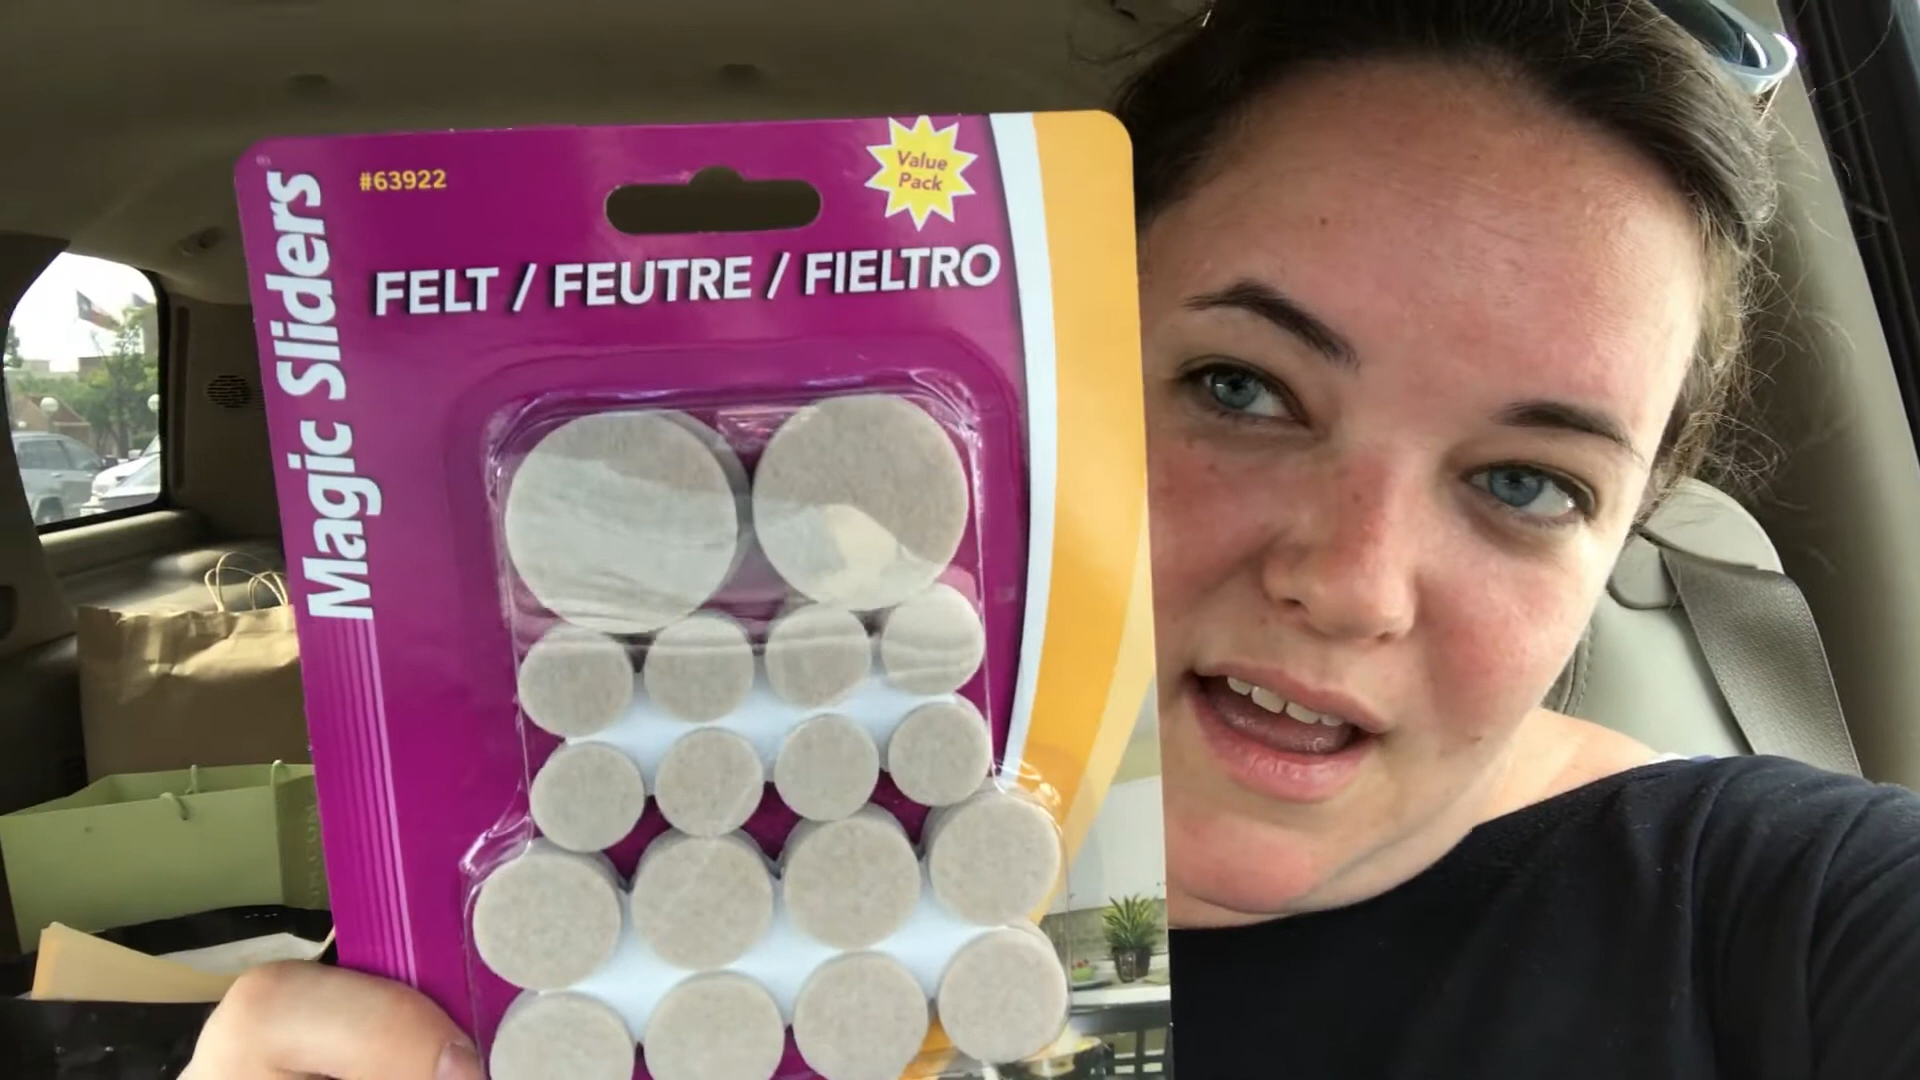 #63922
Value
Pack
FELT / FEUTRE / FIELTRO
Magic Sliders®